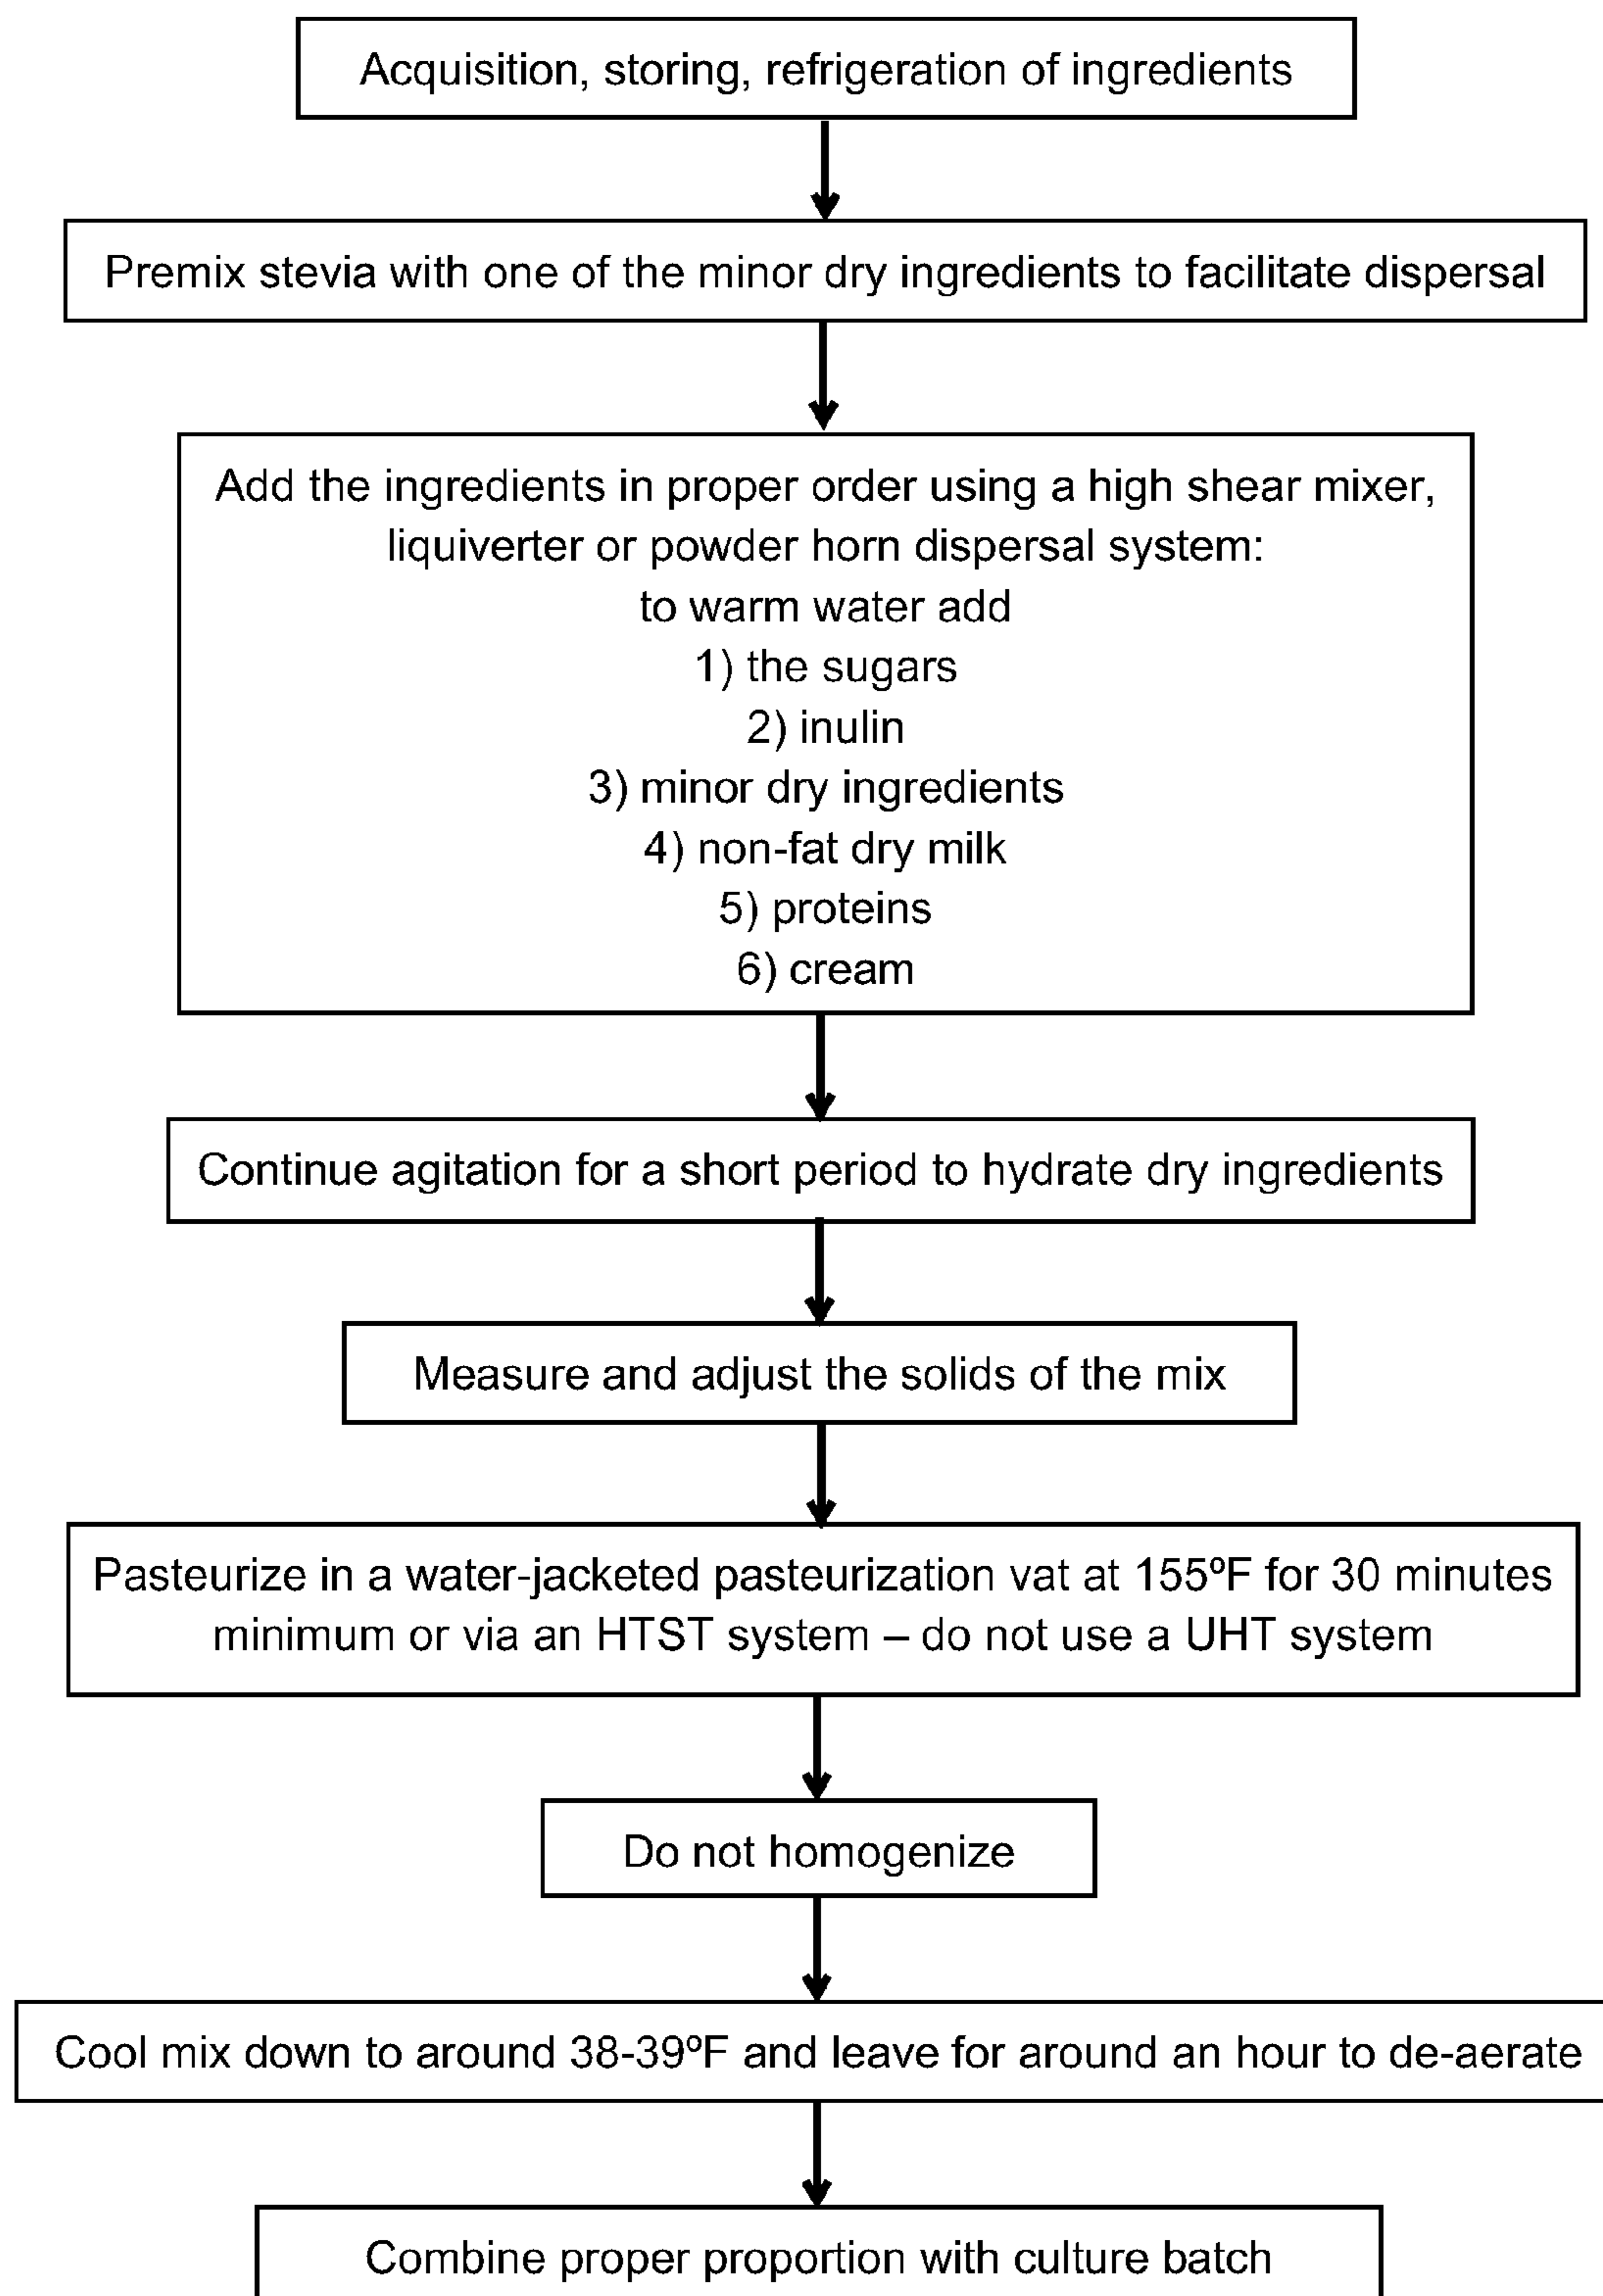 Acquisition, storing, refrigeration of ingredients
Premix stevia with one of the minor dry ingredients to facilitate dispersal
Add the ingredients in proper order using a high shear mixer,
liquiverter or powder horn dispersal system:
to warm water add
1) the sugars
2) inulin
3) minor dry ingredients
4) non-fat dry milk
5) proteins
6) cream
Continue agitation for a short period to hydrate dry ingredients
Measure and adjust the solids of the mix
Pasteurize in a water-jacketed pasteurization vat at 155ºF for 30 minutes
minimum or via an HTST system – do not use a UHT system
Do not homogenize
Cool mix down to around 38-39ºF and leave for around an hour to de-aerate
Combine proper proportion with culture batch